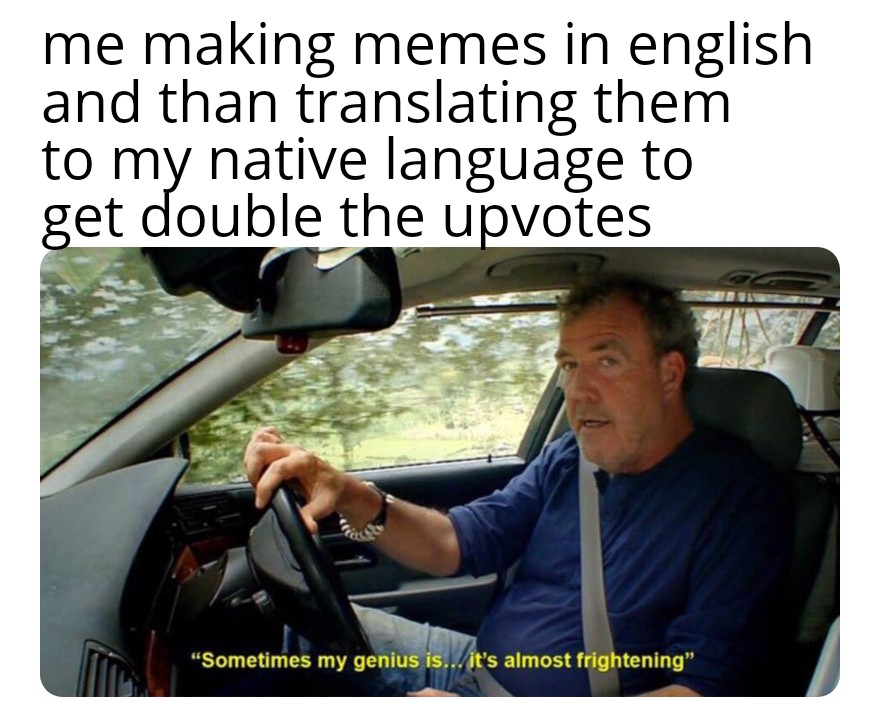 me making memes in english
and than translating them
to my native language to
get double the upvotes
“Sometimes my genius is... it’s almost frightening”